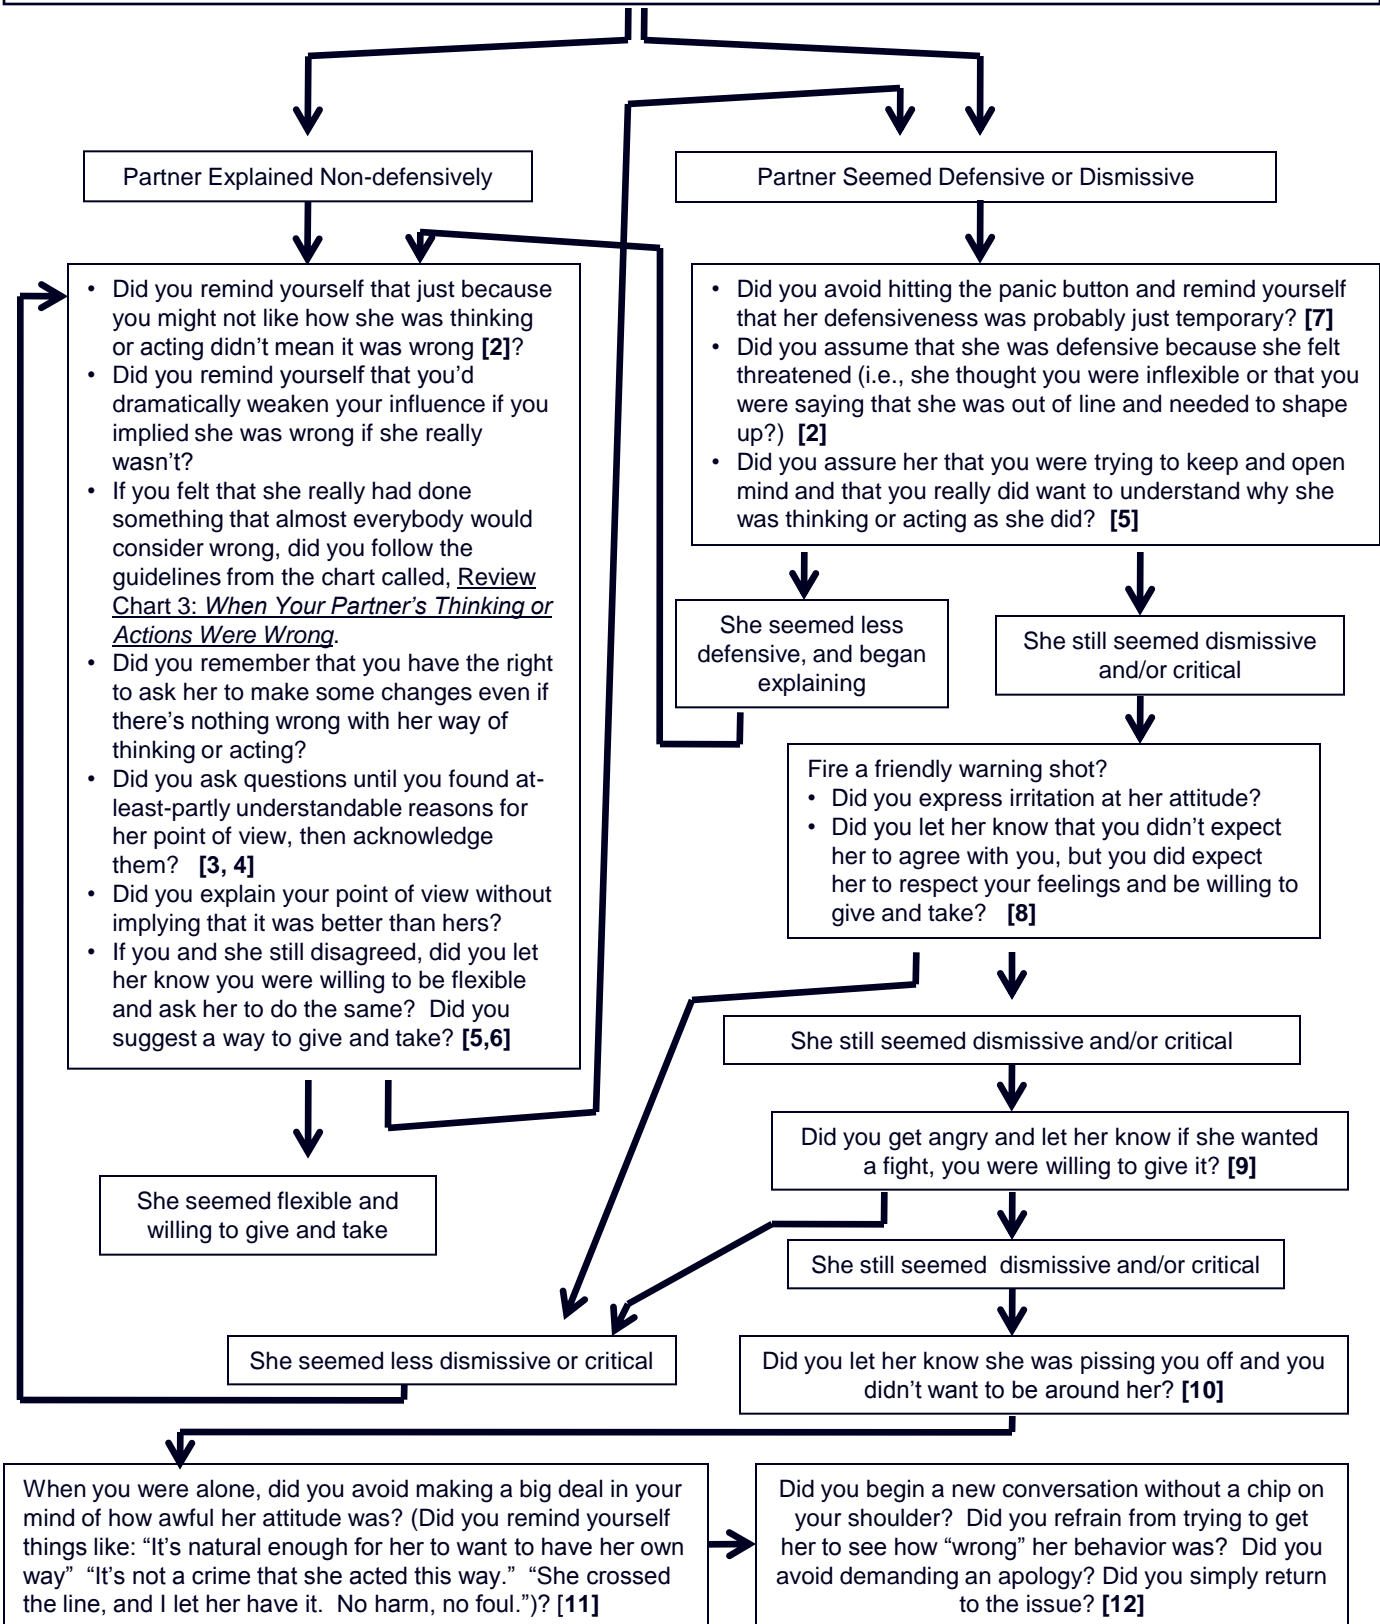 Partner Explained Non-defensively
Partner Seemed Defensive or Dismissive
• Did you remind yourself that just because
you might not like how she was thinking
or acting didn't mean it was wrong [2]?
• Did you remind yourself that you'd
dramatically weaken your influence if you
implied she was wrong if she really
wasn't?
• If you felt that she really had done
something that almost everybody would
consider wrong, did you follow the
guidelines from the chart called, Review
Chart 3: When Your Partner's Thinking or
Actions Were Wrong.
• Did you remember that you have the right
to ask her to make some changes even if
there's nothing wrong with her way of
thinking or acting?
• Did you ask questions until you found at-
least-partly understandable reasons for
her point of view, then acknowledge
them? [3, 4]
• Did you explain your point of view without
implying that it was better than hers?
• If you and she still disagreed, did you let
her know you were willing to be flexible
and ask her to do the same? Did you
suggest a way to give and take? [5,6]
• Did you avoid hitting the panic button and remind yourself
that her defensiveness was probably just temporary? [7]
• Did you assume that she was defensive because she felt
threatened (i.e., she thought you were inflexible or that you
were saying that she was out of line and needed to shape
up?) [2]
• Did you assure her that you were trying to keep and open
mind and that you really did want to understand why she
was thinking or acting as she did? [5]
She seemed less
defensive, and began
explaining
She still seemed dismissive
and/or critical
Fire a friendly warning shot?
• Did you express irritation at her attitude?
• Did you let her know that you didn't expect
her to agree with you, but you did expect
her to respect your feelings and be willing to
give and take? [8]
She still seemed dismissive and/or critical
Did you get angry and let her know if she wanted
a fight, you were willing to give it? [9]
She seemed flexible and
willing to give and take
She still seemed dismissive and/or critical
She seemed less dismissive or critical
Did you let her know she was pissing you off and you
didn't want to be around her? [10]
When you were alone, did you avoid making a big deal in your
mind of how awful her attitude was? (Did you remind yourself
things like: "It's natural enough for her to want to have her own
way" "It's not a crime that she acted this way." "She crossed
the line, and I let her have it. No harm, no foul.")? [11]
Did you begin a new conversation without a chip on
your shoulder? Did you refrain from trying to get
her to see how "wrong" her behavior was? Did you
avoid demanding an apology? Did you simply return
to the issue? [12]